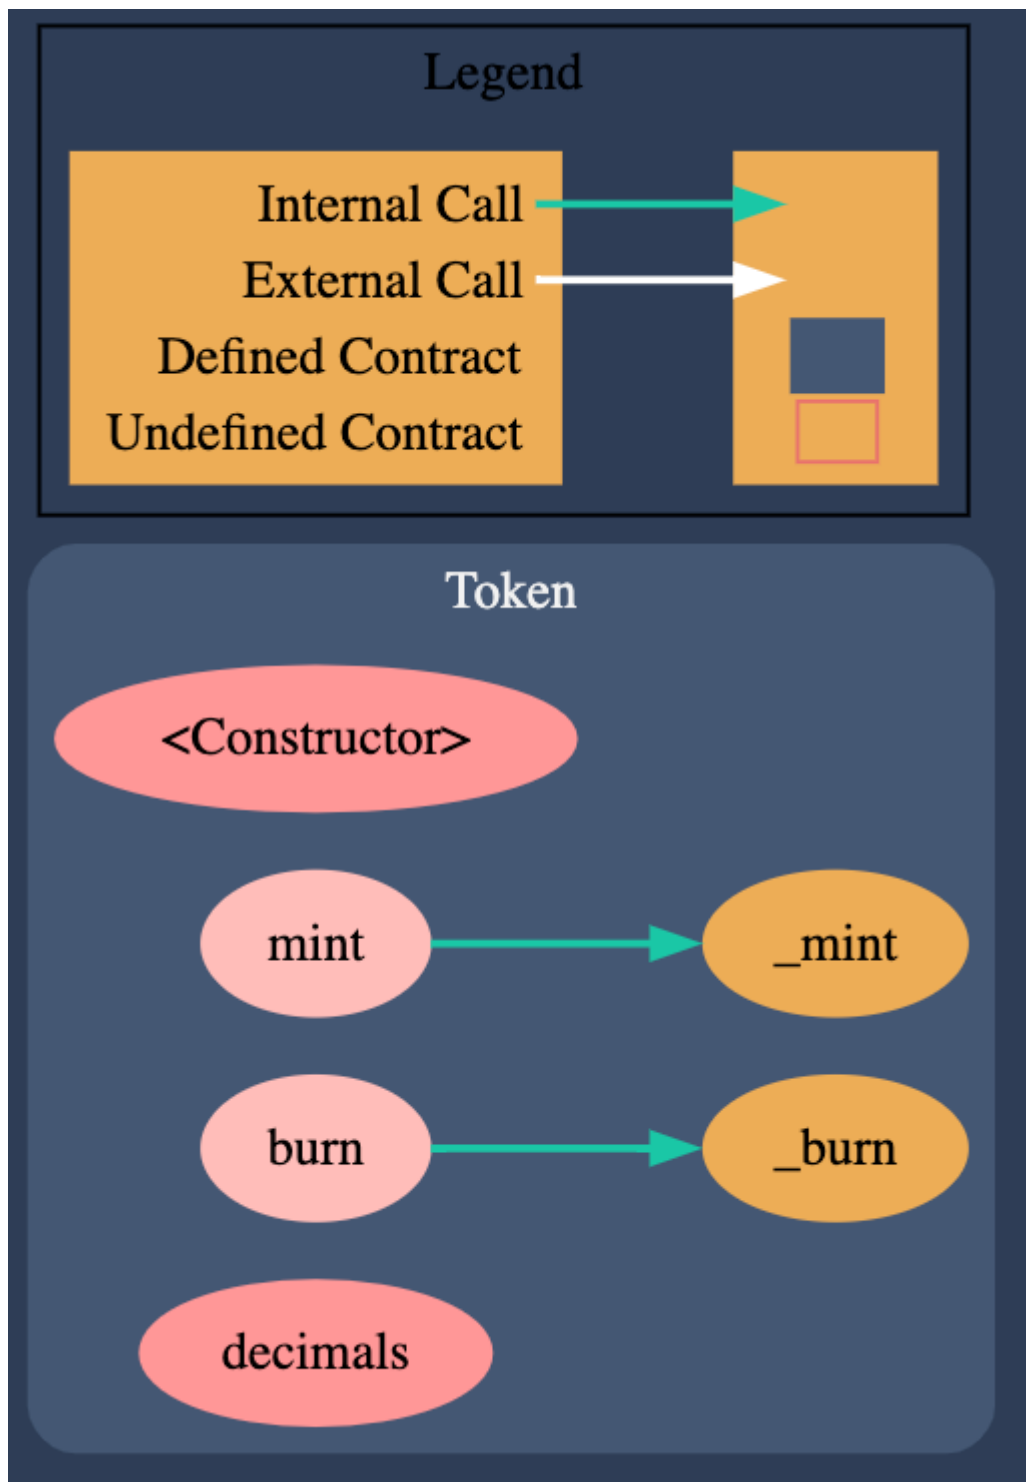 Legend
Internal Call
External Call
Defined Contract
Undefined Contract
Token
<Constructor>
mint
_mint
burn
_burn
decimals